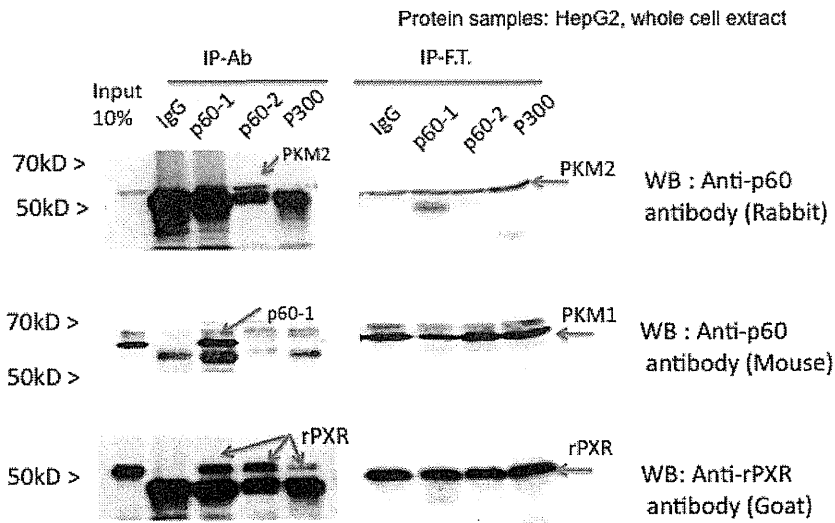 Protein samples: HepG2, whole cell extract
IP-Ab
IP-F.T.
Input
10%
IgG
p60-1
p60-2
P300
IgG
p60-1
p60-2
P300
70kD >
50kD >
PKM2
PKM2
WB : Anti-p60
antibody (Rabbit)
70kD >
50kD >
p60-1
PKM1
WB : Anti-p60
antibody (Mouse)
50kD >
rPXR
rPXR
WB: Anti-rPXR
antibody (Goat)